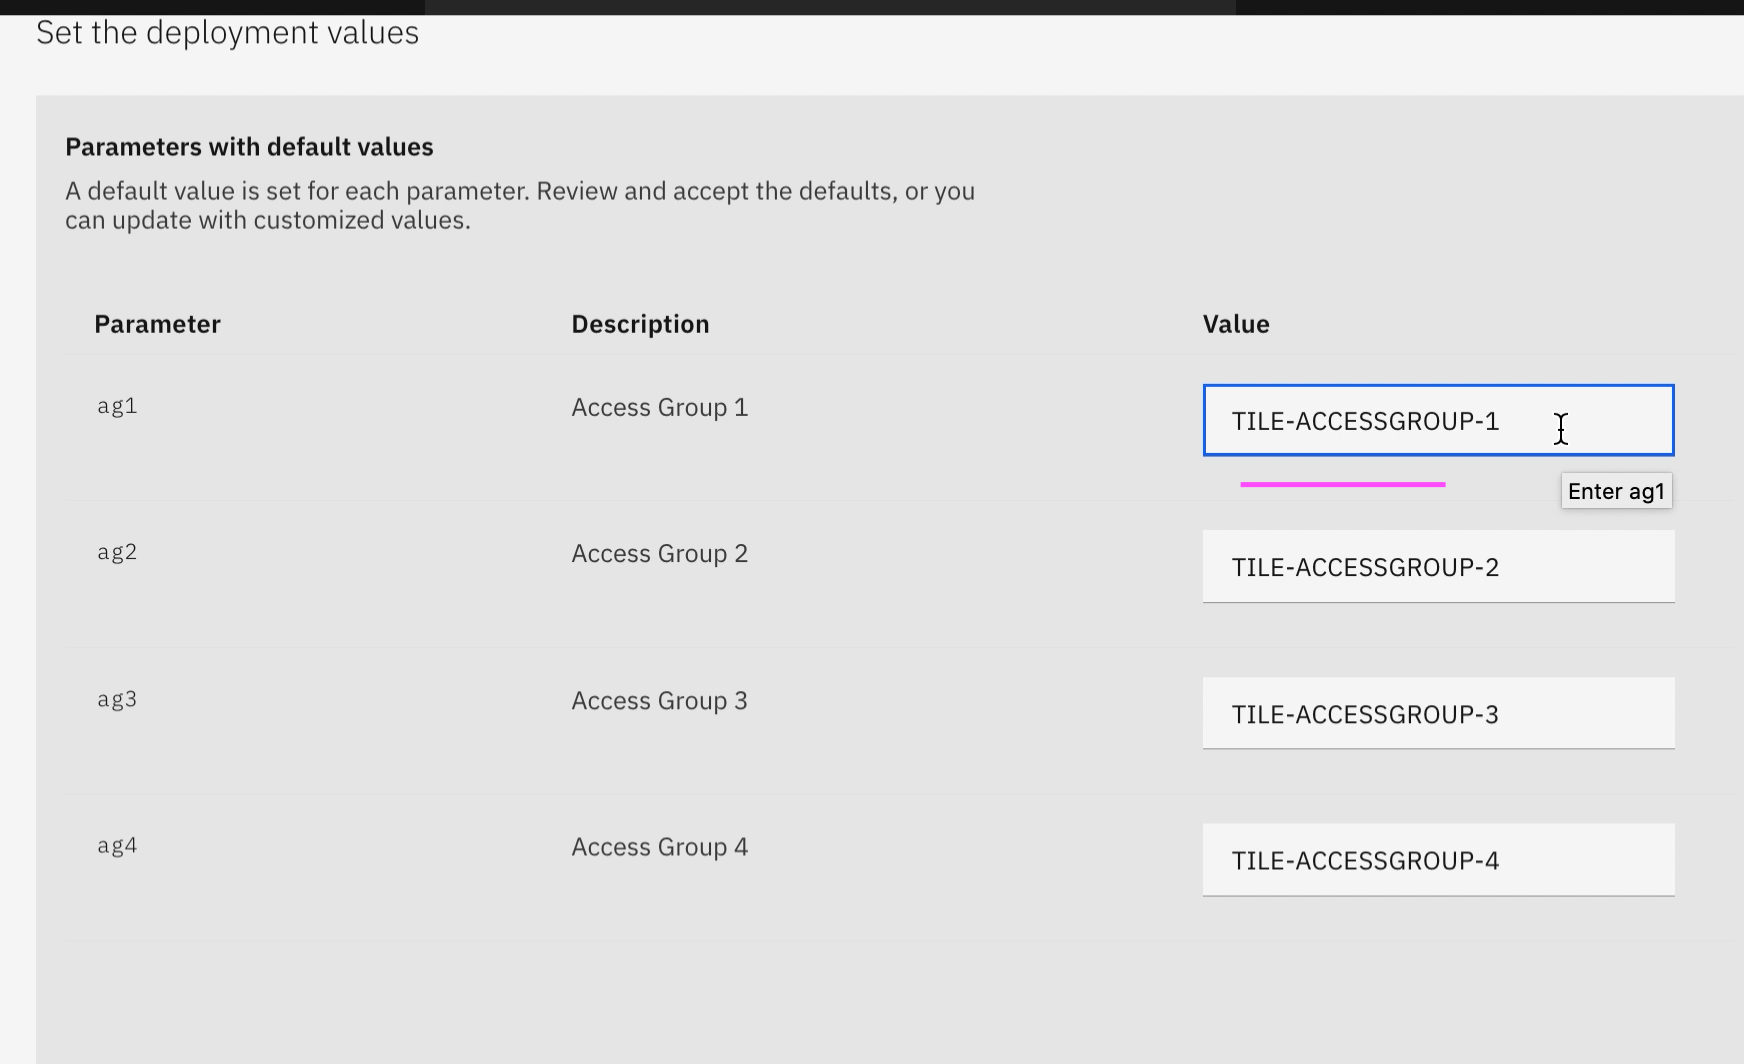 Set the deployment values
Parameters with default values
A default value is set for each parameter. Review and accept the defaults, or you
can update with customized values.
Parameter Description Value
ag1 Access Group 1 TILE-ACCESSGROUP-1
Enter ag1
ag2 Access Group 2 TILE-ACCESSGROUP-2
ag3 Access Group 3 TILE-ACCESSGROUP-3
ag4 Access Group 4 TILE-ACCESSGROUP-4